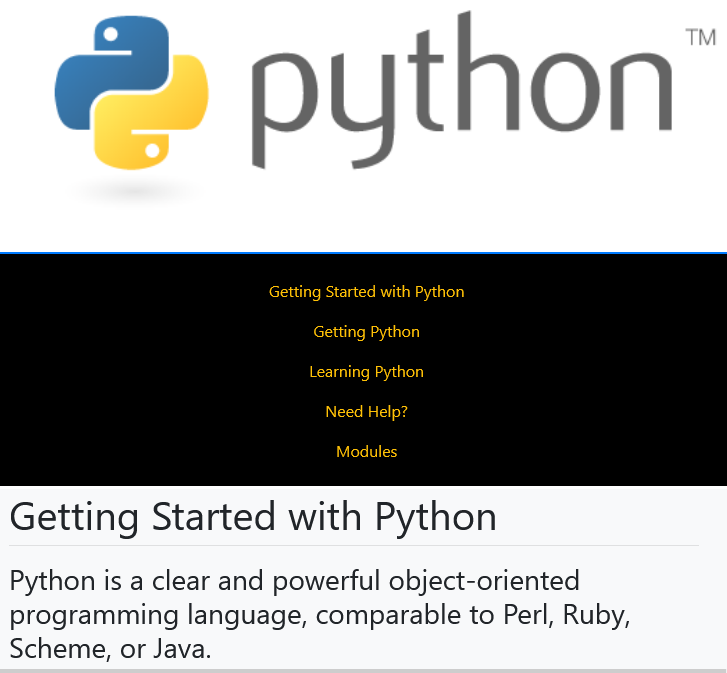 python™
Getting Started with Python
Getting Python
Learning Python
Need Help?
Modules
Getting Started with Python
Python is a clear and powerful object-oriented
programming language, comparable to Perl, Ruby,
Scheme, or Java.